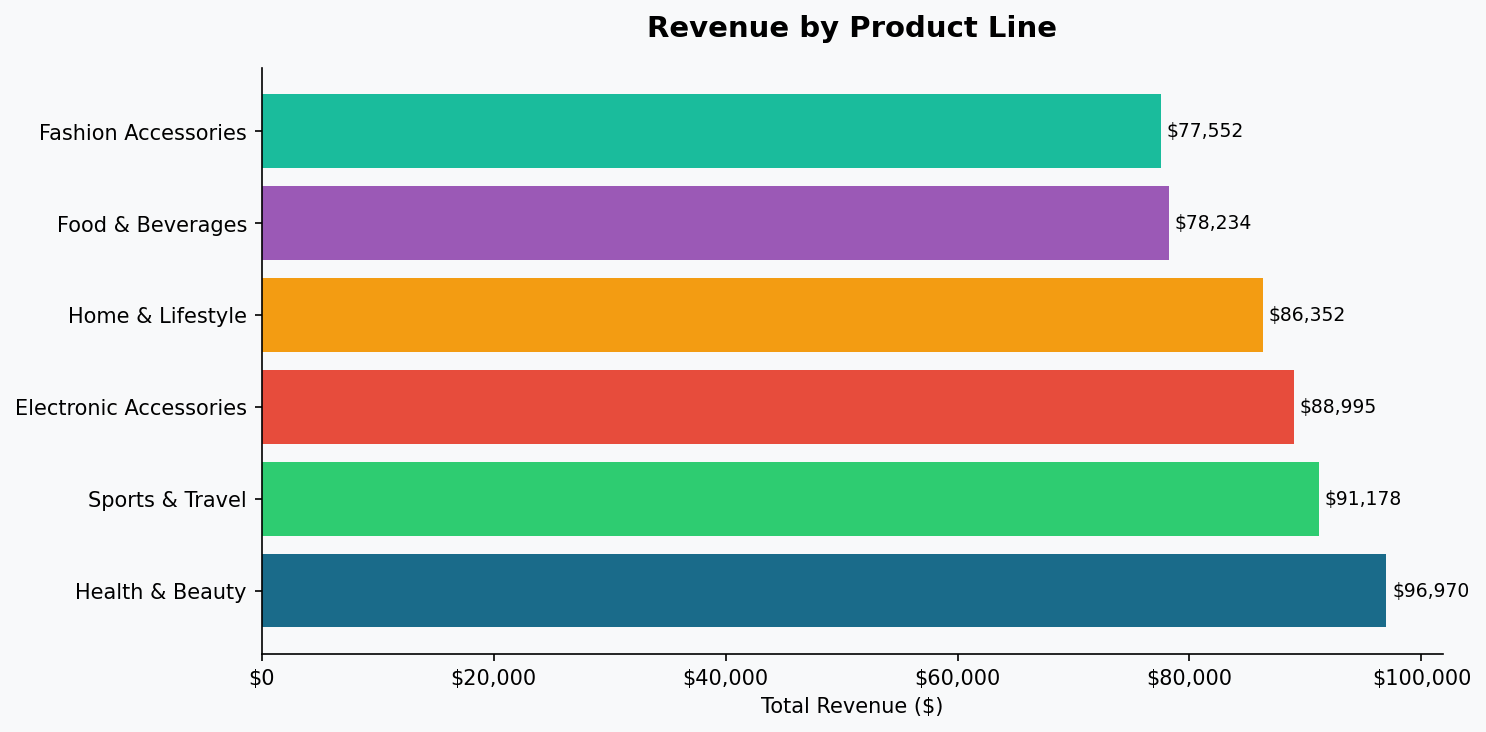 Revenue by Product Line
Fashion Accessories
$77,552
Food & Beverages
$78,234
Home & Lifestyle
$86,352
Electronic Accessories
$88,995
Sports & Travel
$91,178
Health & Beauty
$96,970
$0 $20,000 $40,000 $60,000 $80,000 $100,000
Total Revenue ($)